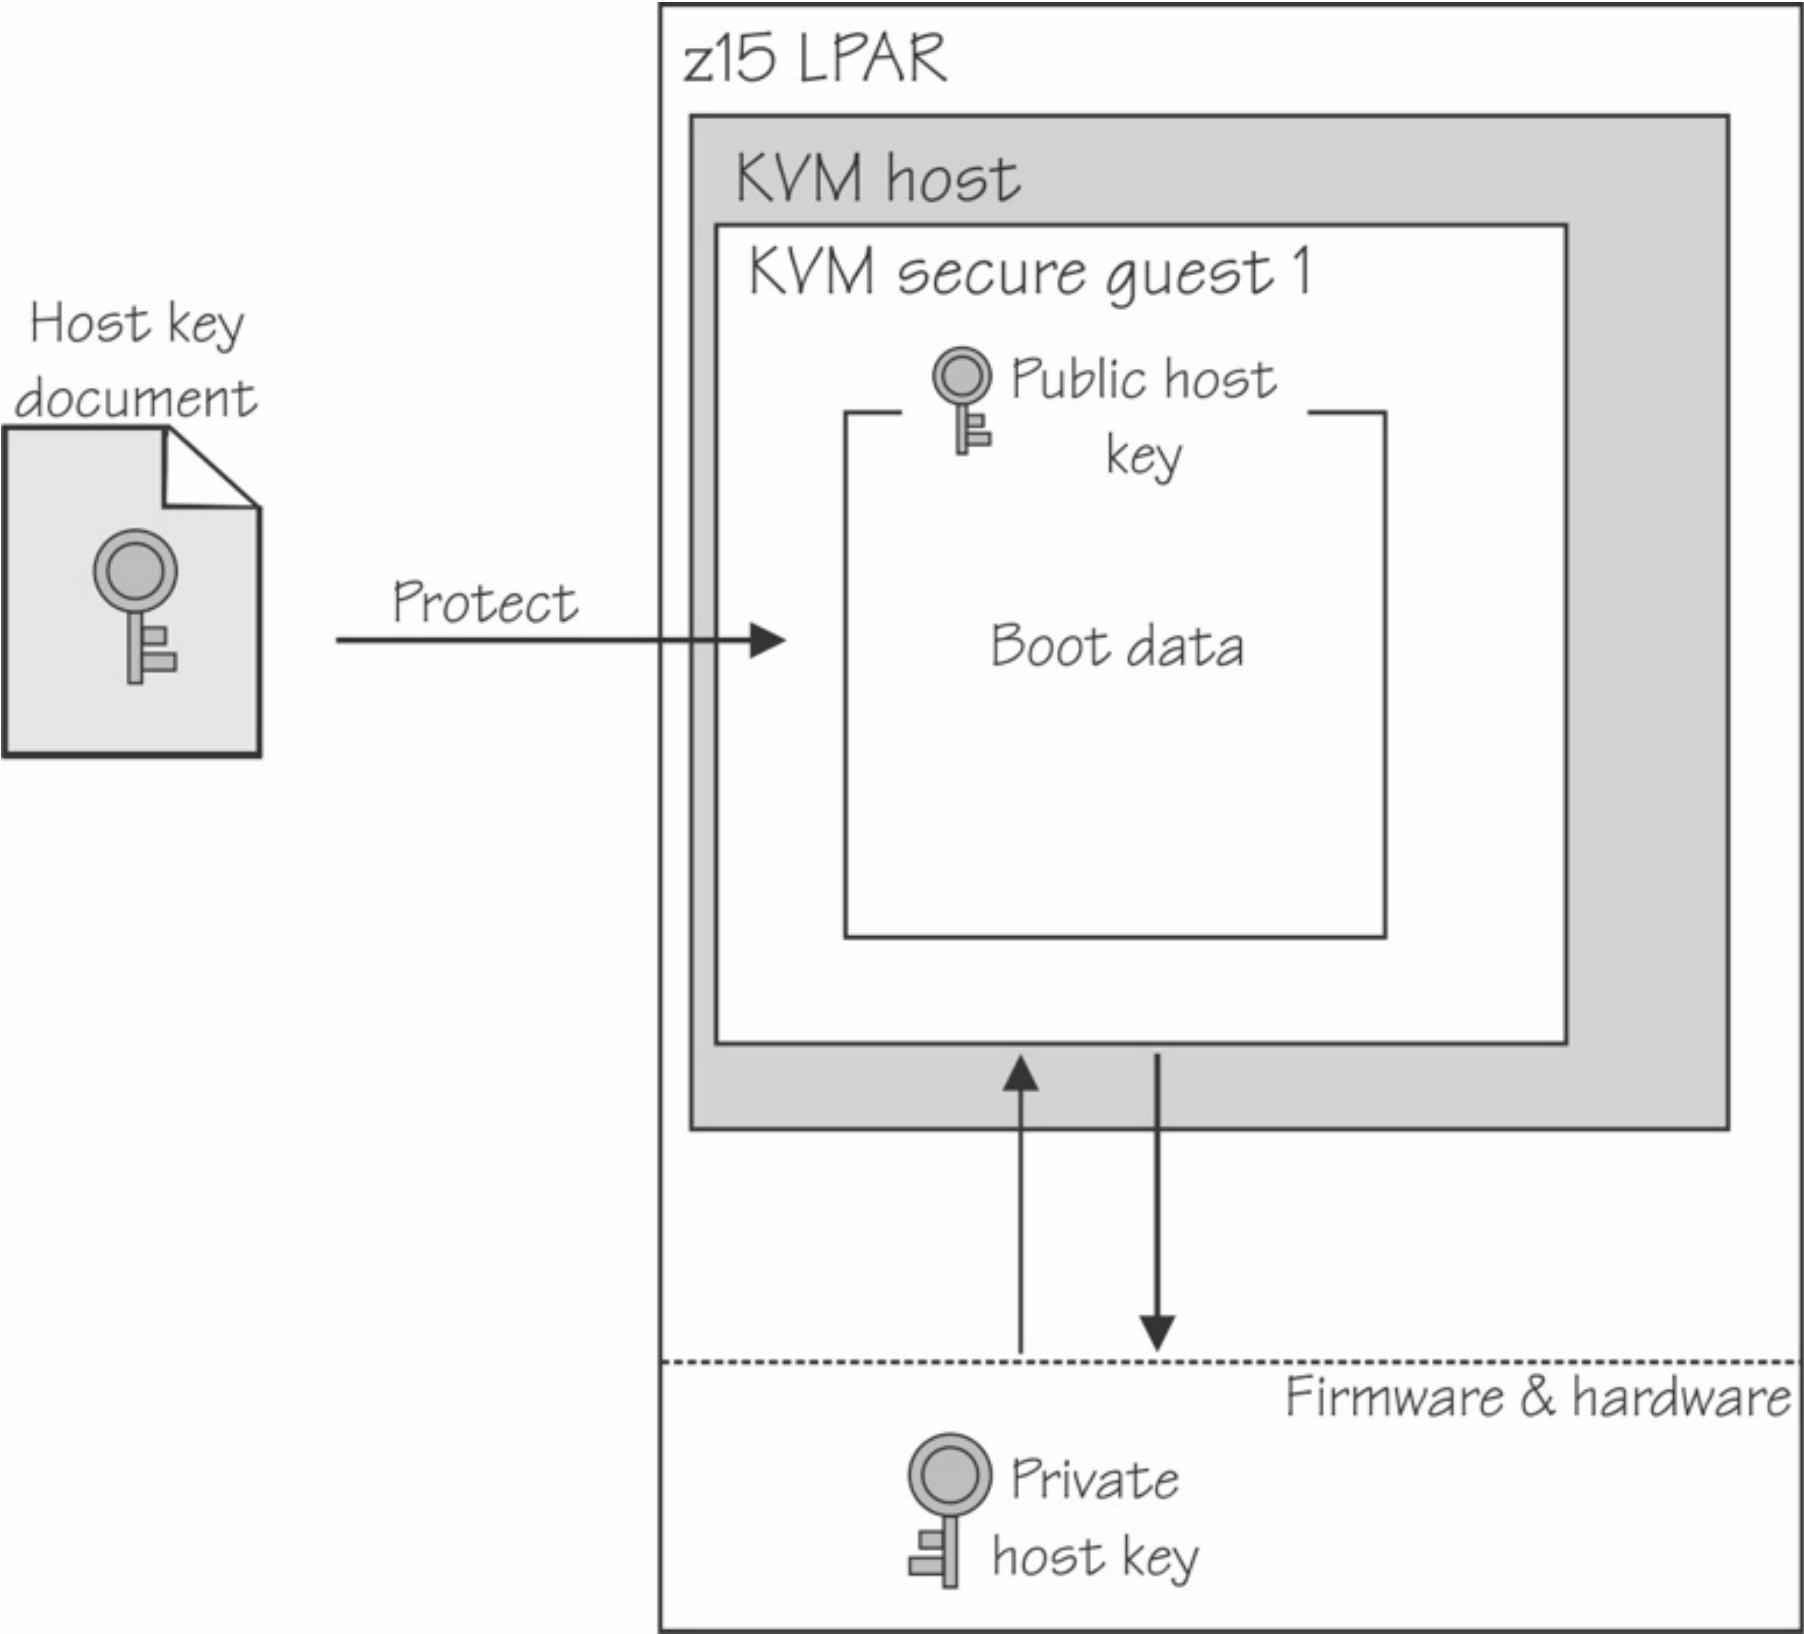 z15 LPAR
KVM host
KVM secure guest 1
Host key
document
Public host
key
Protect
Boot data
Firmware & hardware
Private
host key